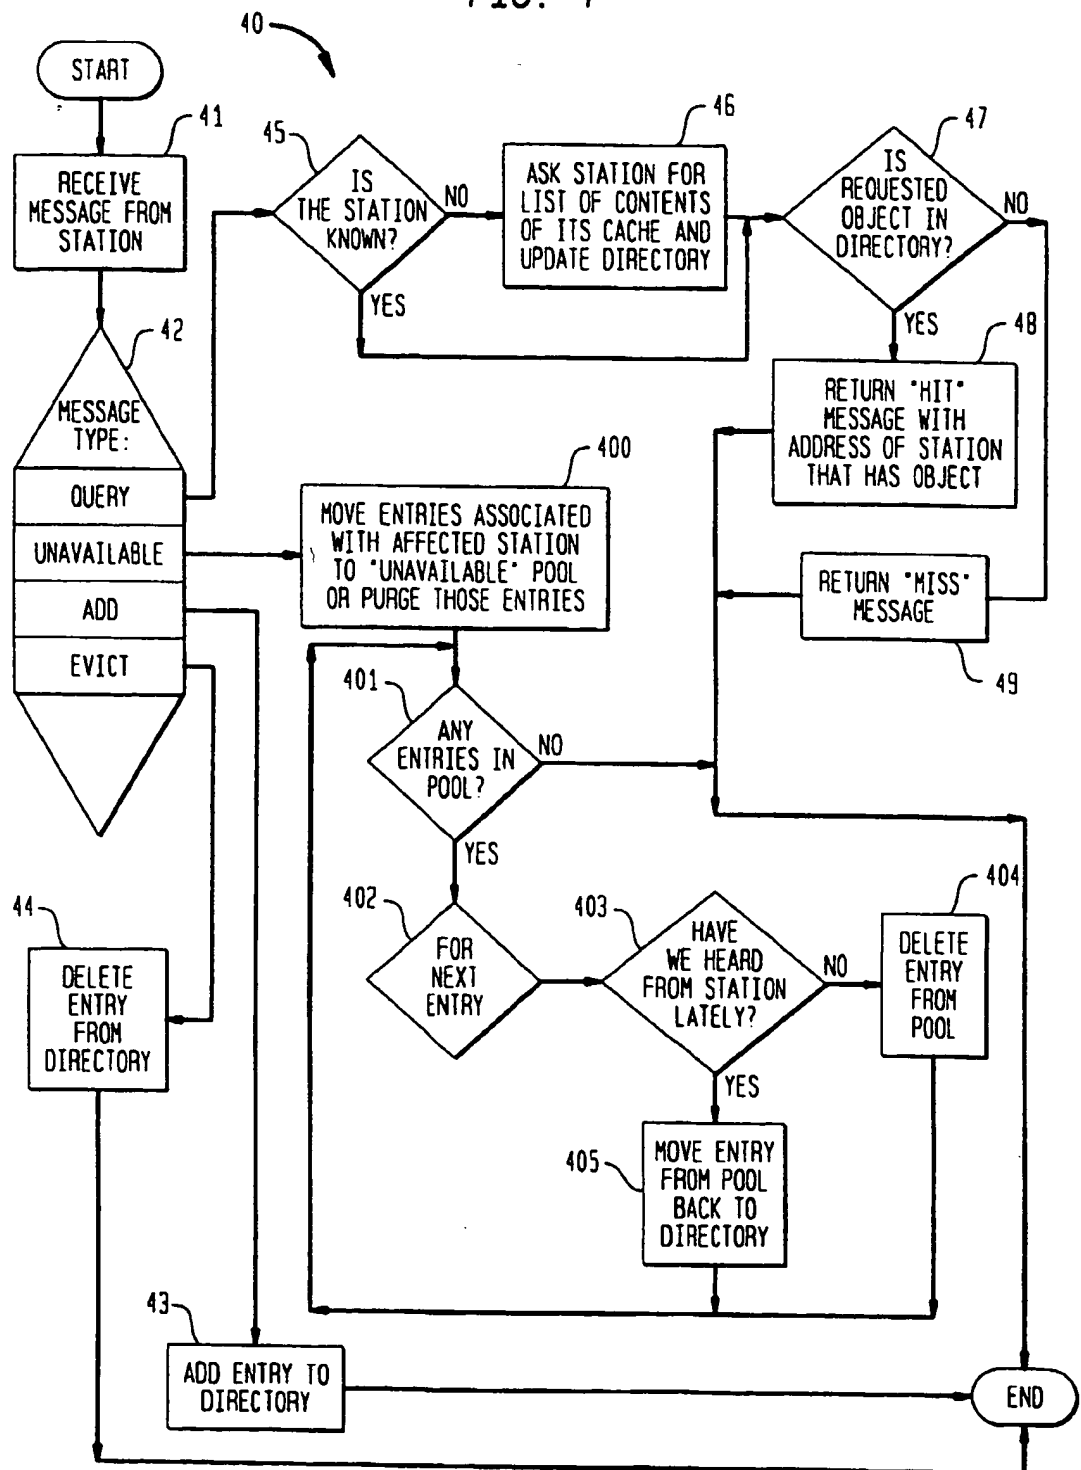 40
START
41
RECEIVE
MESSAGE FROM
STATION
42
MESSAGE
TYPE:
QUERY
UNAVAILABLE
ADD
EVICT
45
IS
THE STATION
KNOWN?
NO
YES
46
ASK STATION FOR
LIST OF CONTENTS
OF ITS CACHE AND
UPDATE DIRECTORY
47
IS
REQUESTED
OBJECT IN
DIRECTORY?
NO
YES
48
RETURN "HIT"
MESSAGE WITH
ADDRESS OF STATION
THAT HAS OBJECT
RETURN "MISS"
MESSAGE
49
400
MOVE ENTRIES ASSOCIATED
WITH AFFECTED STATION
TO "UNAVAILABLE" POOL
OR PURGE THOSE ENTRIES
401
ANY
ENTRIES IN
POOL?
NO
YES
402
FOR
NEXT
ENTRY
403
HAVE
WE HEARD
FROM STATION
LATELY?
NO
YES
404
DELETE
ENTRY
FROM
POOL
405
MOVE ENTRY
FROM POOL
BACK TO
DIRECTORY
44
DELETE
ENTRY
FROM
DIRECTORY
43
ADD ENTRY TO
DIRECTORY
END